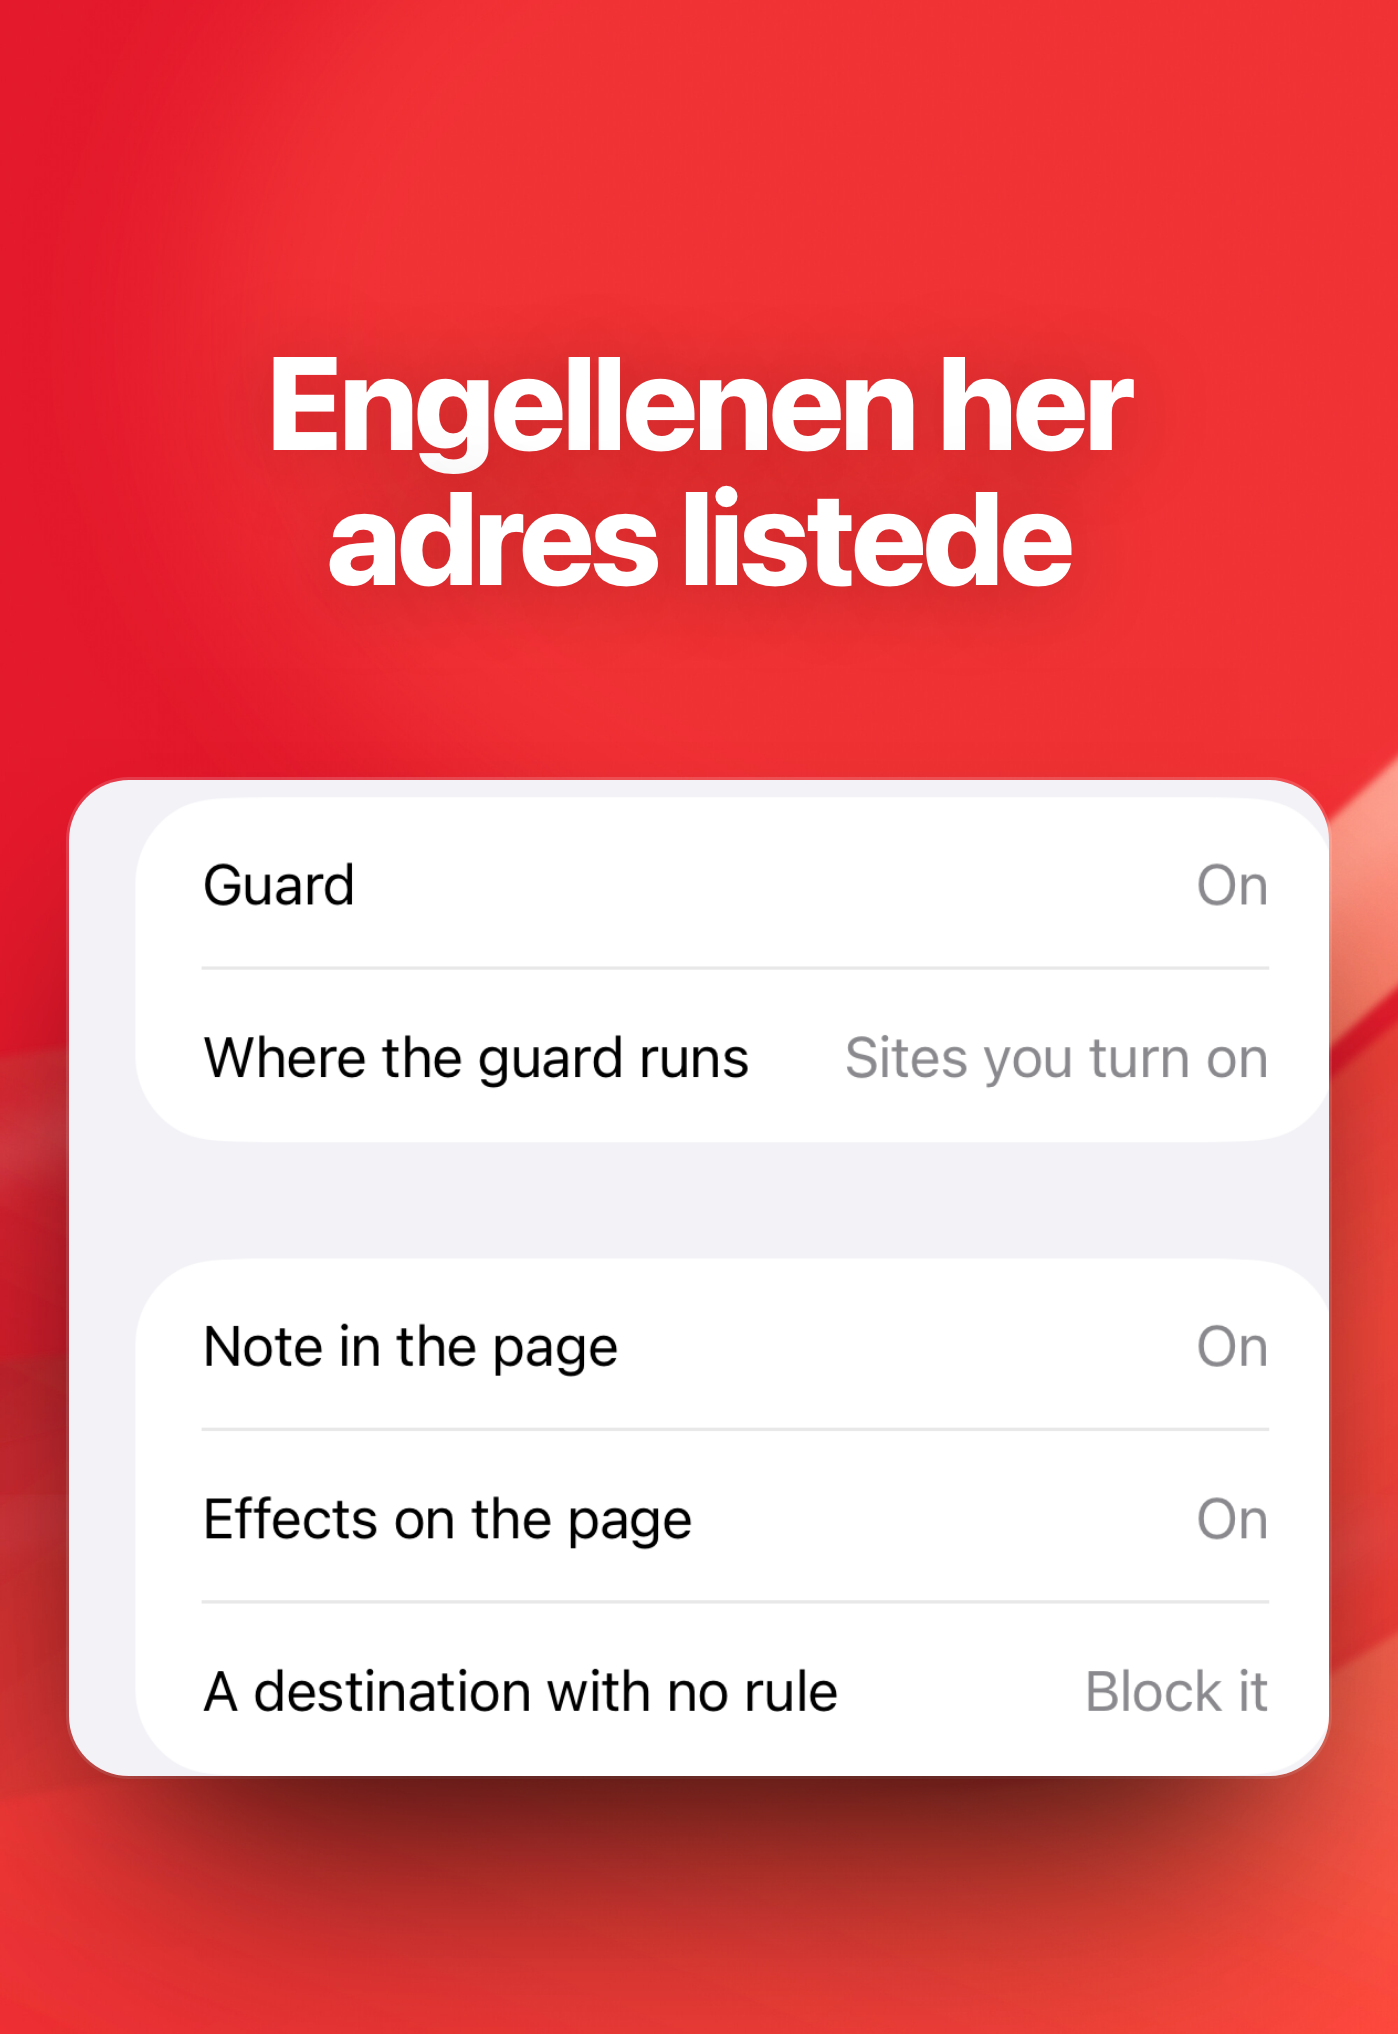 Engellenen her
adres listede
Guard On
Where the guard runs Sites you turn on
Note in the page On
Effects on the page On
A destination with no rule Block it